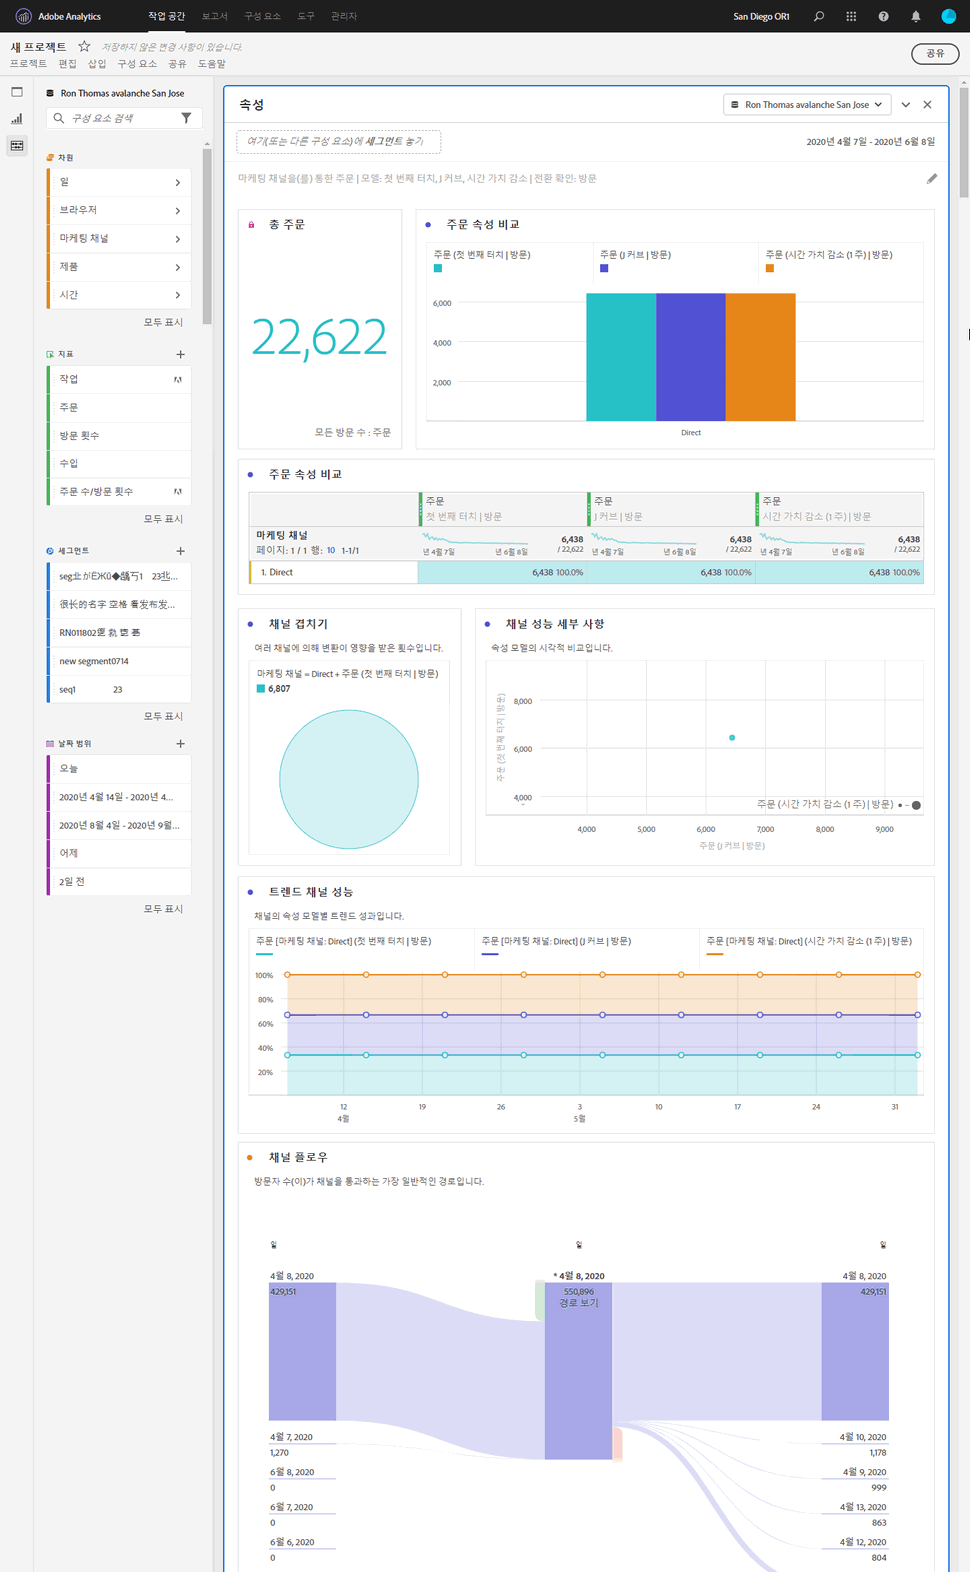 Adobe Analytics 작업 공간 보고서 구성 요소 도구 관리자 San Diego OR1
새 프로젝트 저장하지 않은 변경 사항이 있습니다.
프로젝트 편집 삽입 구성 요소 공유 도움말
공유
Ron Thomas avalanche San Jose
구성 요소 검색
차원
일
브라우저
마케팅 채널
제품
시간
모두 표시
지표
작업
주문
방문 횟수
수입
주문 수/방문 횟수
모두 표시
세그먼트
很长的名字 空格 看发布发...
new segment0714
seq1 23
모두 표시
날짜 범위
오늘
2020년 4월 14일 - 2020년 4...
2020년 8월 4일 - 2020년 9월...
어제
2일 전
모두 표시
속성
Ron Thomas avalanche San Jose
여기(또는 다른 구성 요소)에 세그먼트 놓기
2020년 4월 7일 - 2020년 6월 8일
마케팅 채널을(를) 통한 주문 | 모델: 첫 번째 터치, J 커브, 시간 가치 감소 | 전환 확인: 방문
총 주문
22,622
모든 방문 수 : 주문
주문 속성 비교
주문 (첫 번째 터치 | 방문)
주문 (J 커브 | 방문)
주문 (시간 가치 감소 (1 주) | 방문)
6,000
4,000
2,000
Direct
주문 속성 비교
주문 주문 주문
첫 번째 터치 | 방문 J 커브 | 방문 시간 가치 감소 (1 주) | 방문
마케팅 채널 6,438 6,438 6,438
페이지: 1 / 1 행: 10 1-1/1 년 4월 7일 년 6월 8일 / 22,622 년 4월 7일 년 6월 8일 / 22,622 년 4월 7일 년 6월 8일 / 22,622
1. Direct 6,438 100.0% 6,438 100.0% 6,438 100.0%
채널 겹치기
여러 채널에 의해 변환이 영향을 받은 횟수입니다.
마케팅 채널 = Direct + 주문 (첫 번째 터치 | 방문)
6,807
채널 성능 세부 사항
속성 모델의 시각적 비교입니다.
주문 (첫 번째 터치 | 방문)
8,000
6,000
4,000
주문 (시간 가치 감소 (1 주) | 방문)
4,000 5,000 6,000 7,000 8,000 9,000
주문 (J 커브 | 방문)
트렌드 채널 성능
채널의 속성 모델별 트렌드 성과입니다.
주문 [마케팅 채널: Direct] (첫 번째 터치 | 방문)
주문 [마케팅 채널: Direct] (J 커브 | 방문)
주문 [마케팅 채널: Direct] (시간 가치 감소 (1 주) | 방문)
100%
80%
60%
40%
20%
12 19 26 3 10 17 24 31
4월 5월
채널 플로우
방문자 수(이)가 채널을 통과하는 가장 일반적인 경로입니다.
일 일 일
4월 8, 2020 * 4월 8, 2020 4월 8, 2020
429,151 550,896 429,151
경로 보기
4월 7, 2020 4월 10, 2020
1,270 1,178
6월 8, 2020 4월 9, 2020
0 999
6월 7, 2020 4월 13, 2020
0 863
6월 6, 2020 4월 12, 2020
0 804